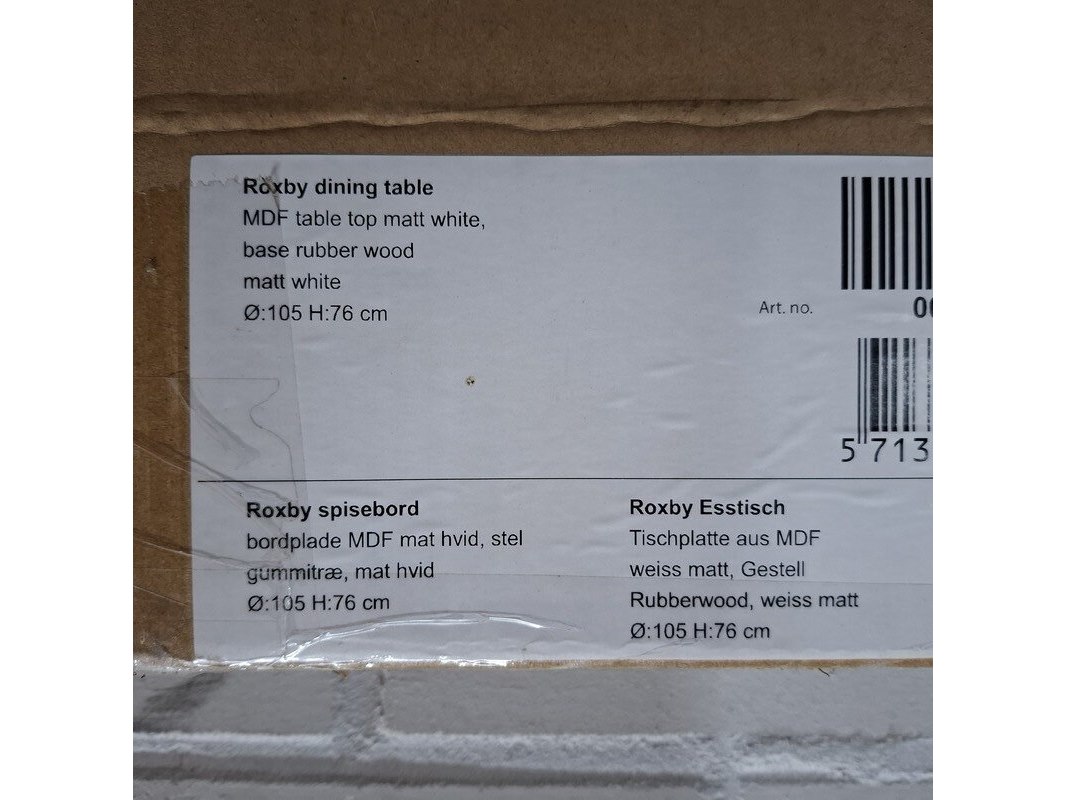 Roxby dining table
MDF table top matt white,
base rubber wood
matt white
Ø:105 H:76 cm
Art. no.
5 713
Roxby spisebord
bordplade MDF mat hvid, stel
gummitræ, mat hvid
Ø:105 H:76 cm
Roxby Esstisch
Tischplatte aus MDF
weiss matt, Gestell
Rubberwood, weiss matt
Ø:105 H:76 cm